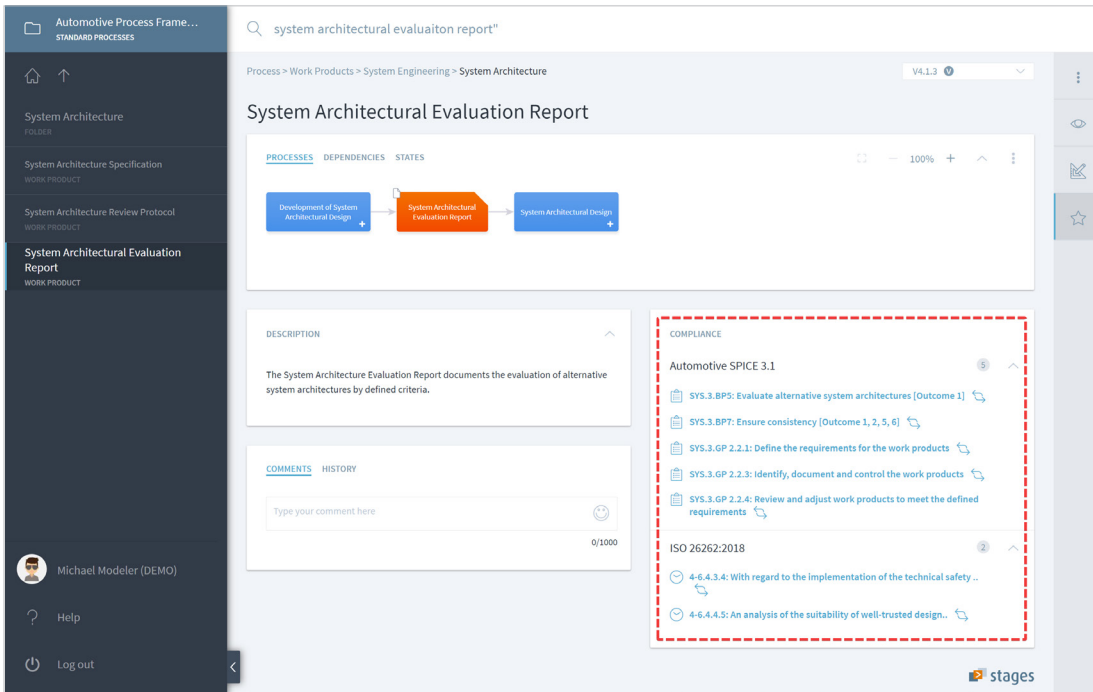 Automotive Process Frame...
STANDARD PROCESSES
system architectural evaluaiton report"
Process > Work Products > System Engineering > System Architecture
V4.1.3 V
System Architecture
FOLDER
System Architecture Specification
WORK PRODUCT
System Architecture Review Protocol
WORK PRODUCT
System Architectural Evaluation
Report
WORK PRODUCT
Michael Modeler (DEMO)
Help
Log out
System Architectural Evaluation Report
PROCESSES DEPENDENCIES STATES
100%
Development of System
Architectural Design
System Architectural
Evaluation Report
System Architectural Design
DESCRIPTION
The System Architecture Evaluation Report documents the evaluation of alternative
system architectures by defined criteria.
COMMENTS HISTORY
Type your comment here
0/1000
COMPLIANCE
Automotive SPICE 3.1 5
SYS.3.BP5: Evaluate alternative system architectures [Outcome 1]
SYS.3.BP7: Ensure consistency [Outcome 1, 2, 5, 6]
SYS.3.GP 2.2.1: Define the requirements for the work products
SYS.3.GP 2.2.3: Identify, document and control the work products
SYS.3.GP 2.2.4: Review and adjust work products to meet the defined
requirements
ISO 26262:2018 2
4-6.4.3.4: With regard to the implementation of the technical safety ..
4-6.4.4.5: An analysis of the suitability of well-trusted design..
stages